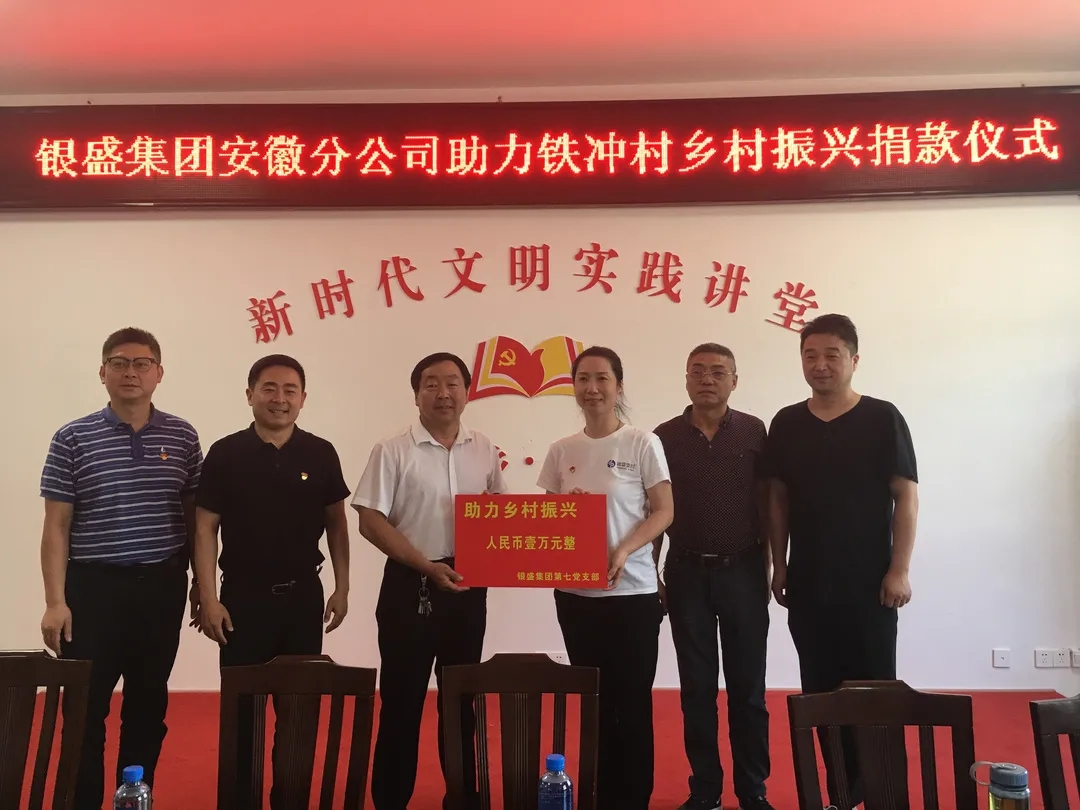 银盛集团安徽分公司助力铁冲村乡村振兴捐款仪式
新时代文明实践讲堂
助力乡村振兴
人民币壹万元整
银盛集团第七党支部